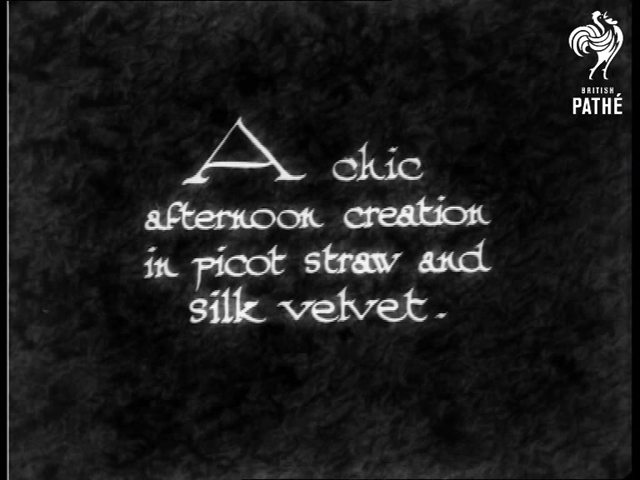 BRITISH
PATHÉ
A chic
afternoon creation
in picot straw and
silk velvet.